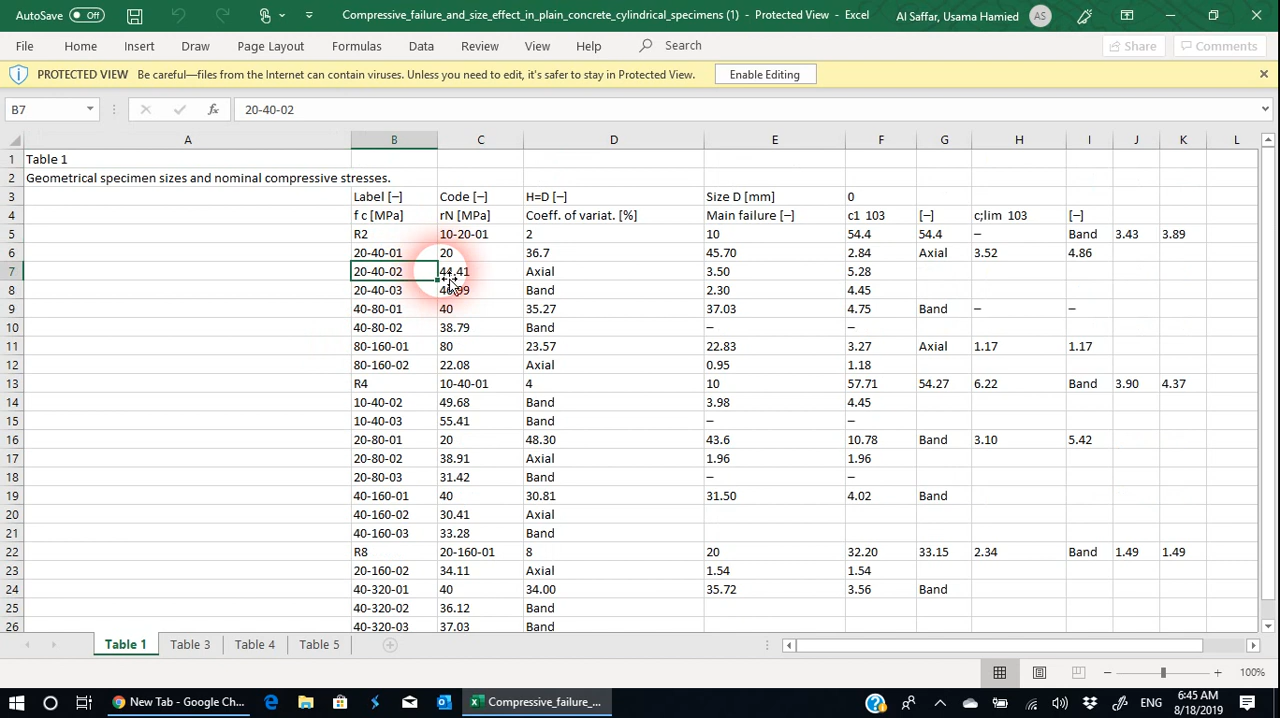 AutoSave Off Compressive_failure_and_size_effect_in_plain_concrete_cylindrical_specimens (1) - Protected View - Excel Al Saffar, Usama Hamied AS
File Home Insert Draw Page Layout Formulas Data Review View Help Search Share Comments
PROTECTED VIEW Be careful—files from the Internet can contain viruses. Unless you need to edit, it's safer to stay in Protected View. Enable Editing
B7 fx 20-40-02
A B C D E F G H I J K L
1 Table 1
2 Geometrical specimen sizes and nominal compressive stresses.
3 Label [–] Code [–] H=D [–] Size D [mm] 0
4 f c [MPa] rN [MPa] Coeff. of variat. [%] Main failure [–] c1 103 [–] c;lim 103 [–]
5 R2 10-20-01 2 10 54.4 54.4 – Band 3.43 3.89
6 20-40-01 20 36.7 45.70 2.84 Axial 3.52 4.86
7 20-40-02 44.41 Axial 3.50 5.28
8 20-40-03 Band 2.30 4.45
9 40-80-01 40 35.27 37.03 4.75 Band – –
10 40-80-02 38.79 Band – –
11 80-160-01 80 23.57 22.83 3.27 Axial 1.17 1.17
12 80-160-02 22.08 Axial 0.95 1.18
13 R4 10-40-01 4 10 57.71 54.27 6.22 Band 3.90 4.37
14 10-40-02 49.68 Band 3.98 4.45
15 10-40-03 55.41 Band – –
16 20-80-01 20 48.30 43.6 10.78 Band 3.10 5.42
17 20-80-02 38.91 Axial 1.96 1.96
18 20-80-03 31.42 Band – –
19 40-160-01 40 30.81 31.50 4.02 Band
20 40-160-02 30.41 Axial
21 40-160-03 33.28 Band
22 R8 20-160-01 8 20 32.20 33.15 2.34 Band 1.49 1.49
23 20-160-02 34.11 Axial 1.54 1.54
24 40-320-01 40 34.00 35.72 3.56 Band
25 40-320-02 36.12 Band
26 40-320-03 37.03 Band
Table 1 Table 3 Table 4 Table 5
100%
New Tab - Google Ch... Compressive_failure_... ENG 6:45 AM
8/18/2019